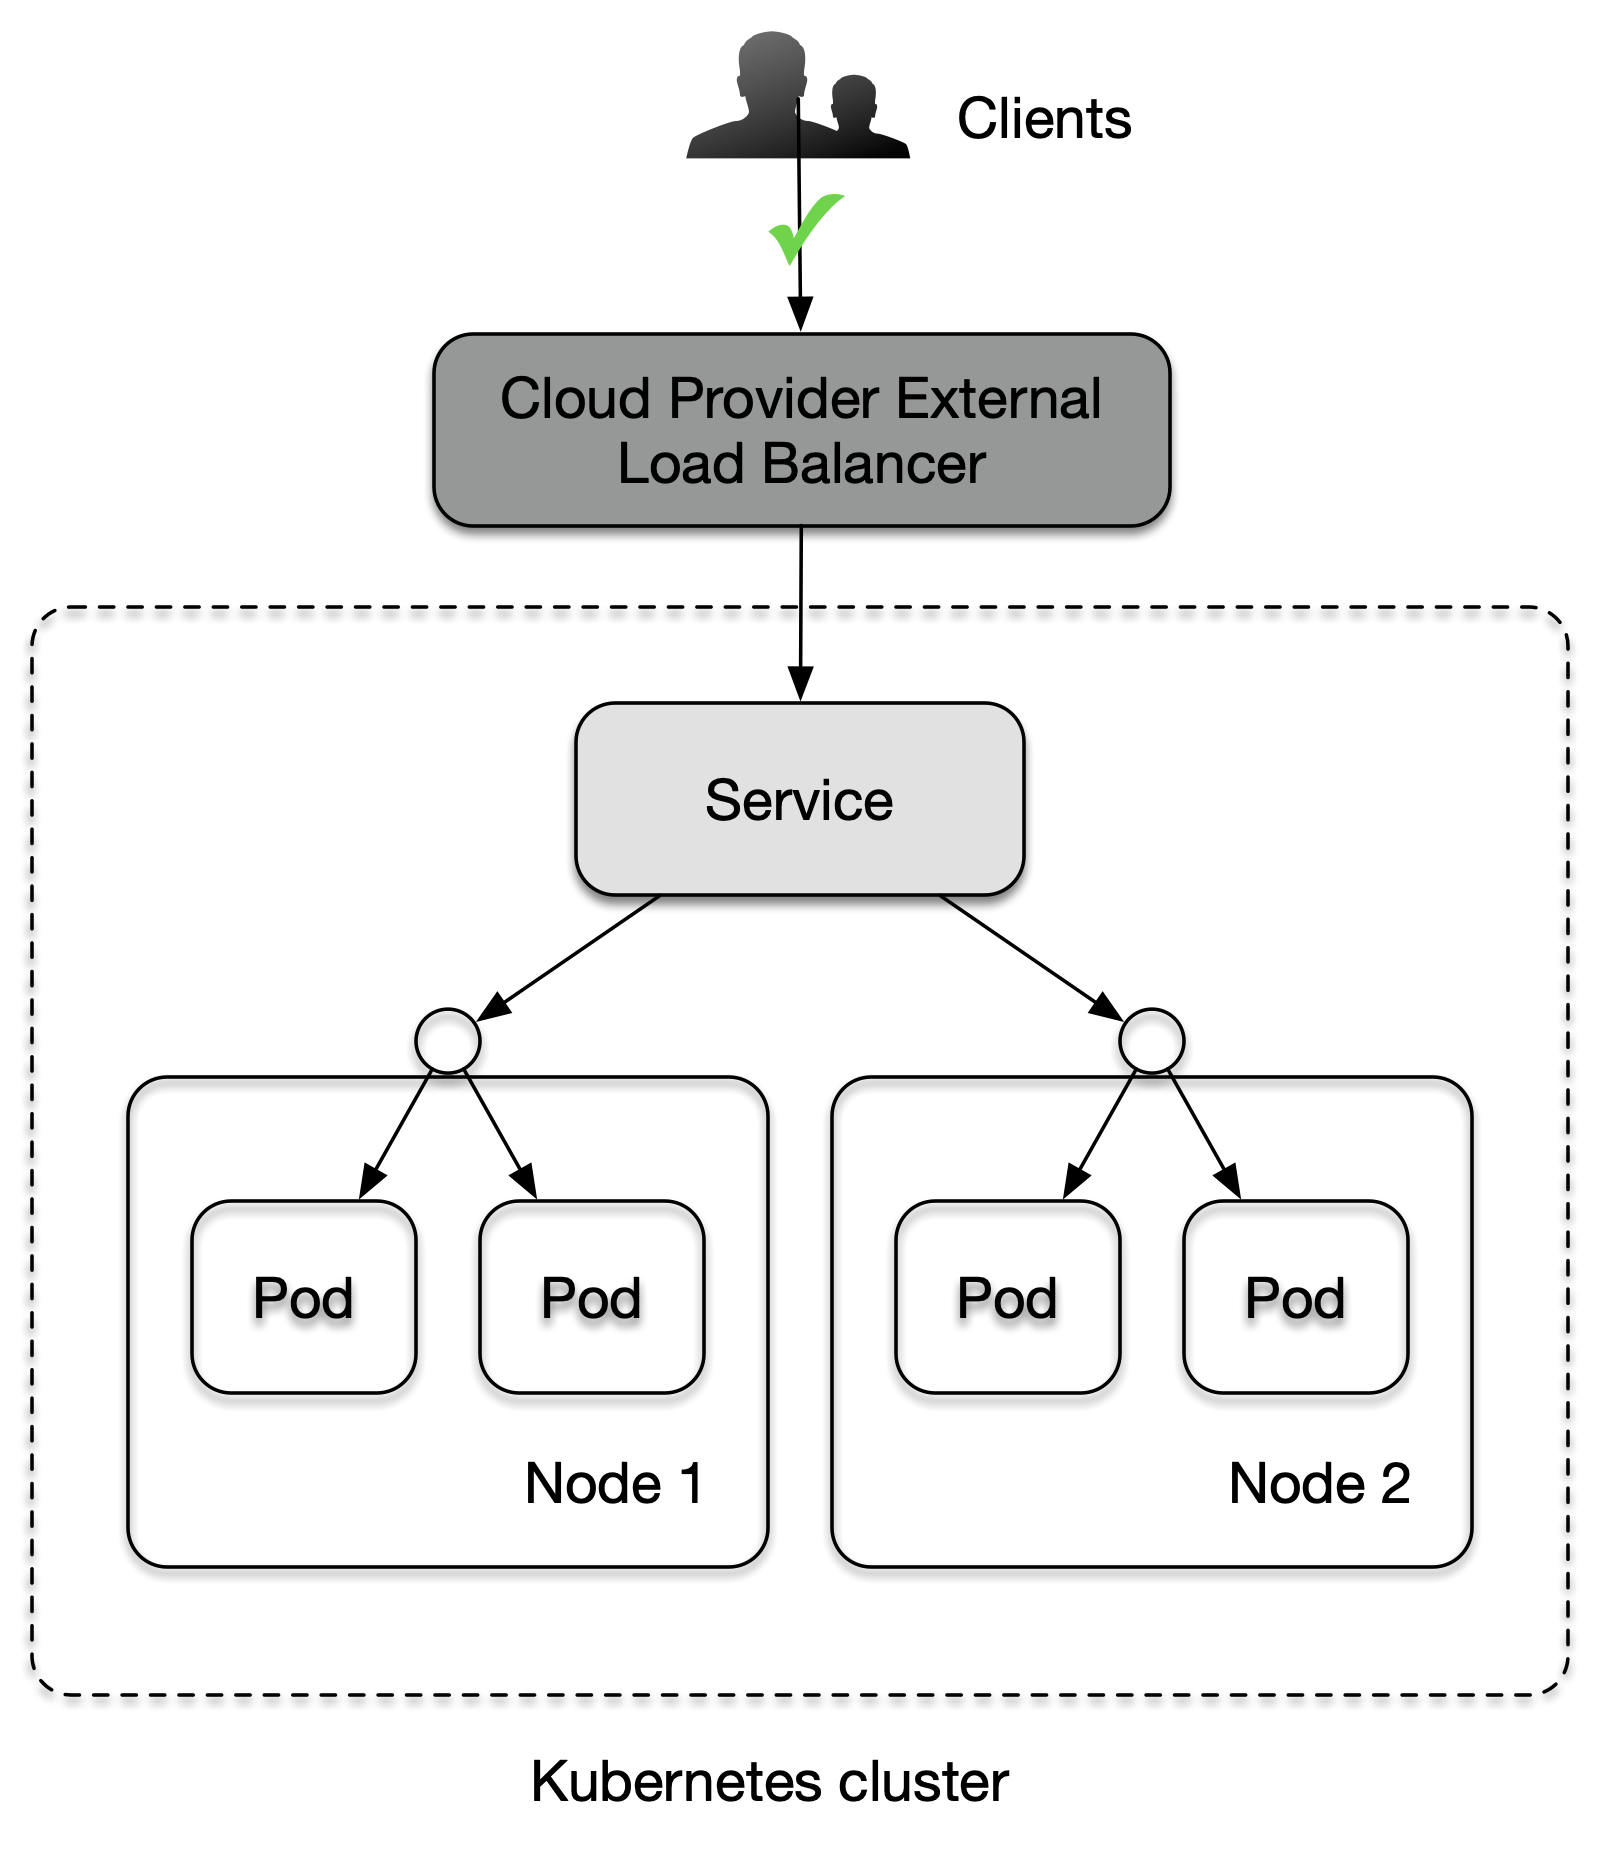 Clients
Cloud Provider External
Load Balancer
Service
Pod
Pod
Pod
Pod
Node 1
Node 2
Kubernetes cluster